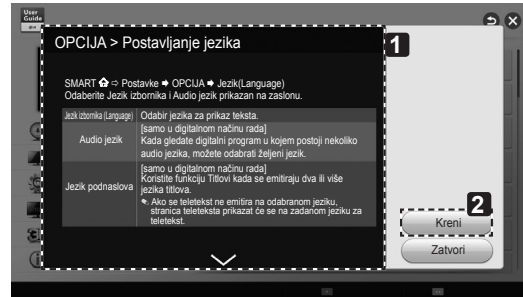 User
Guide
OPCIJA > Postavljanje jezika
1
SMART ⇨ Postavke ➡ OPCIJA ➡ Jezik(Language)
Odaberite Jezik izbornika i Audio jezik prikazan na zaslonu.
Jezik izbornika (Language) Odabir jezika za prikaz teksta.
Audio jezik
[samo u digitalnom načinu rada]
Kada gledate digitalni program u kojem postoji nekoliko
audio jezika, možete odabrati željeni jezik.
Jezik podnaslova
[samo u digitalnom načinu rada]
Koristite funkciju Titlovi kada se emitiraju dva ili više
jezika titlova.
Ako se teletekst ne emitira na odabranom jeziku,
stranica teleteksta prikazat će se na zadanom jeziku za
teletekst.
2
Kreni
Zatvori